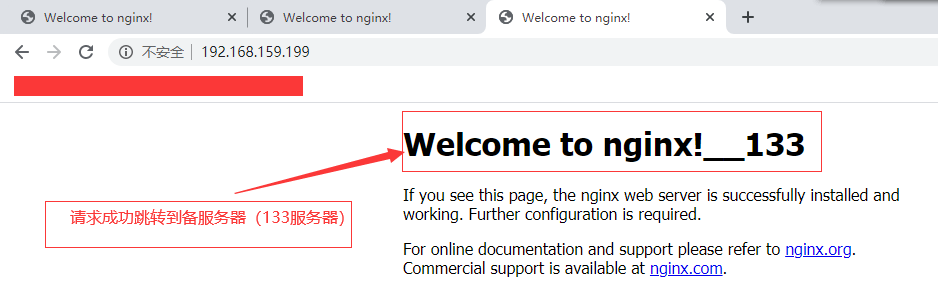 Welcome to nginx!
Welcome to nginx!
Welcome to nginx!
不安全
192.168.159.199
Welcome to nginx!__133
请求成功跳转到备服务器（133服务器）
If you see this page, the nginx web server is successfully installed and
working. Further configuration is required.
For online documentation and support please refer to nginx.org.
Commercial support is available at nginx.com.